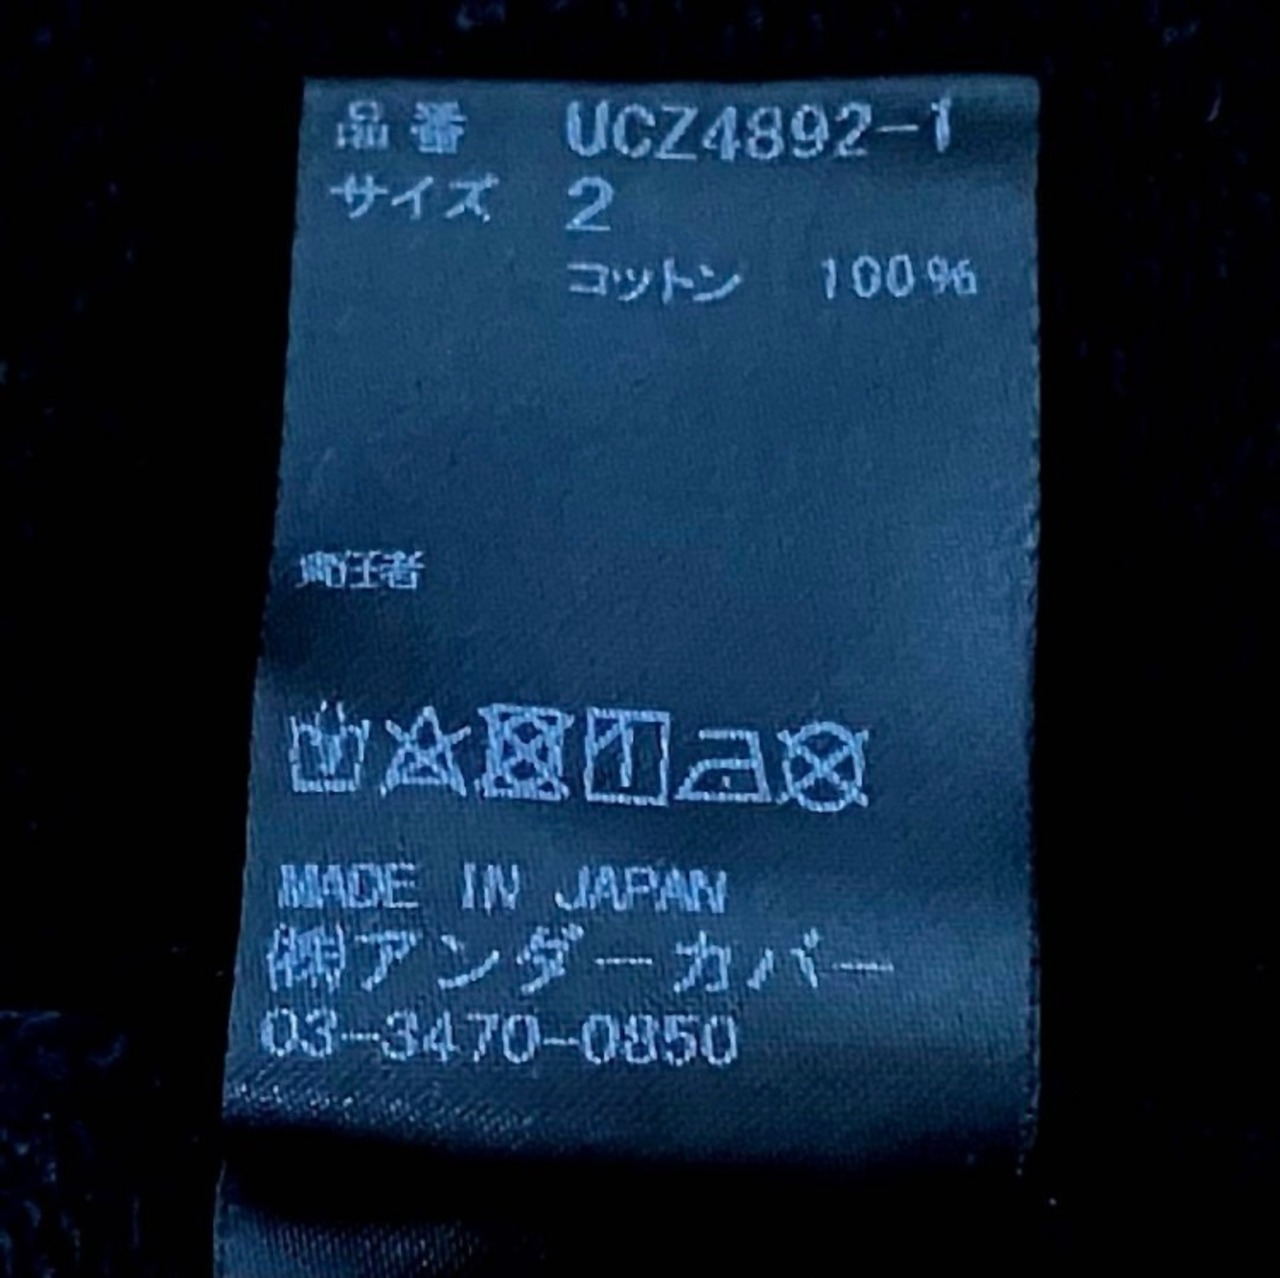 品番 UCZ4892-1
サイズ 2
コットン 100%
責任者
MADE IN JAPAN
㈱アンダーカバー
03-3470-0850